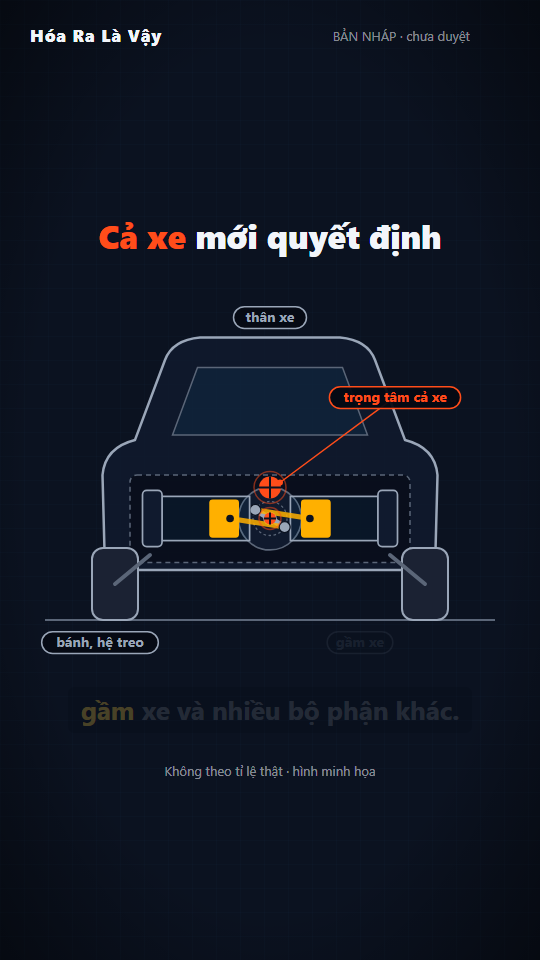 Hóa Ra Là Vậy
BẢN NHÁP · chưa duyệt
Cả xe mới quyết định
thân xe
trọng tâm cả xe
bánh, hệ treo
gầm xe
gầm xe và nhiều bộ phận khác.
Không theo tỉ lệ thật · hình minh họa